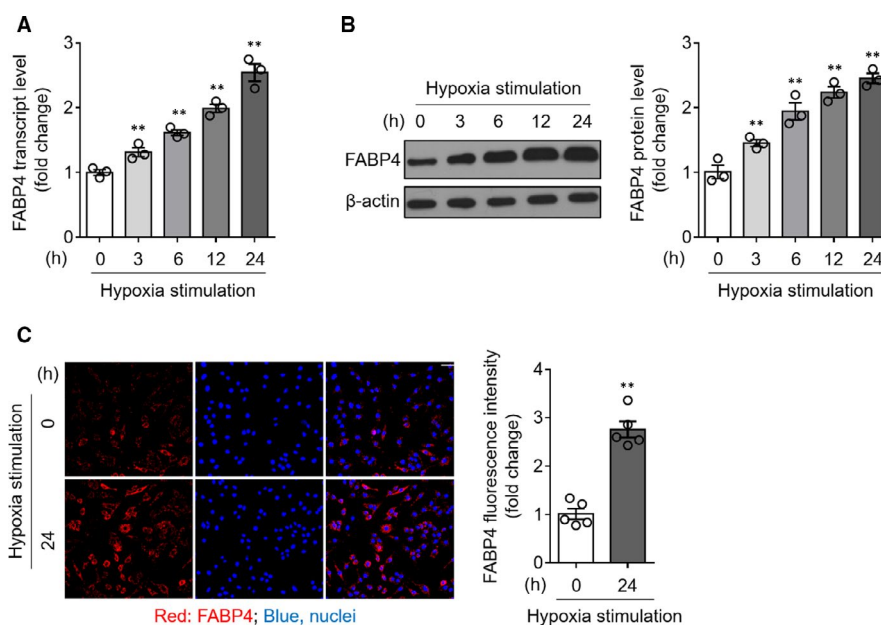 A
FABP4 transcript level
(fold change)
3
2
1
0
**
**
**
**
(h) 0 3 6 12 24
Hypoxia stimulation
B
Hypoxia stimulation
(h) 0 3 6 12 24
FABP4
β-actin
FABP4 protein level
(fold change)
3
2
1
0
**
**
**
**
(h) 0 3 6 12 24
Hypoxia stimulation
C
(h)
Hypoxia stimulation
0
24
Red: FABP4; Blue, nuclei
FABP4 fluorescence intensity
(fold change)
4
3
2
1
0
**
(h) 0 24
Hypoxia stimulation